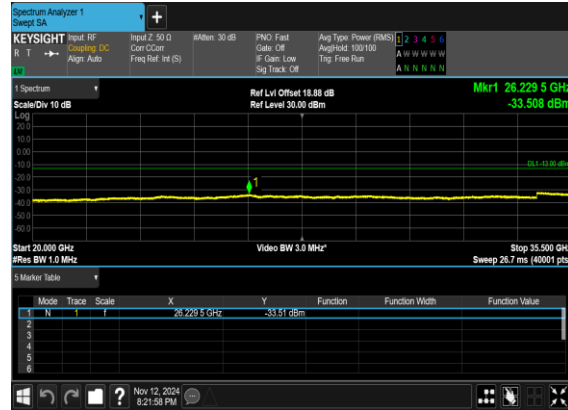 Spectrum Analyzer 1
Swept SA
+
KEYSIGHT Input: RF Input Z: 50 Ω #Atten: 30 dB PNO: Fast Avg Type: Power (RMS) 1 2 3 4 5 6
R T Coupling: DC Corr CCorr Gate: Off Avg|Hold: 100/100 A W W W W W
Align: Auto Freq Ref: Int (S) IF Gain: Low Trig: Free Run
LV Sig Track: Off A N N N N N
1 Spectrum Ref Lvl Offset 18.88 dB Mkr1 26.229 5 GHz
Scale/Div 10 dB Ref Level 30.00 dBm -33.508 dBm
Log
20.0
10.0
0.00
-10.0 DL1 -13.00 dBm
-20.0
1
-30.0
-40.0
-50.0
-60.0
Start 20.000 GHz Video BW 3.0 MHz* Stop 35.500 GHz
#Res BW 1.0 MHz Sweep 26.7 ms (40001 pts)
5 Marker Table
Mode Trace Scale X Y Function Function Width Function Value
1 N 1 f 26.229 5 GHz -33.51 dBm
2
3
4
5
6
? Nov 12, 2024
8:21:58 PM